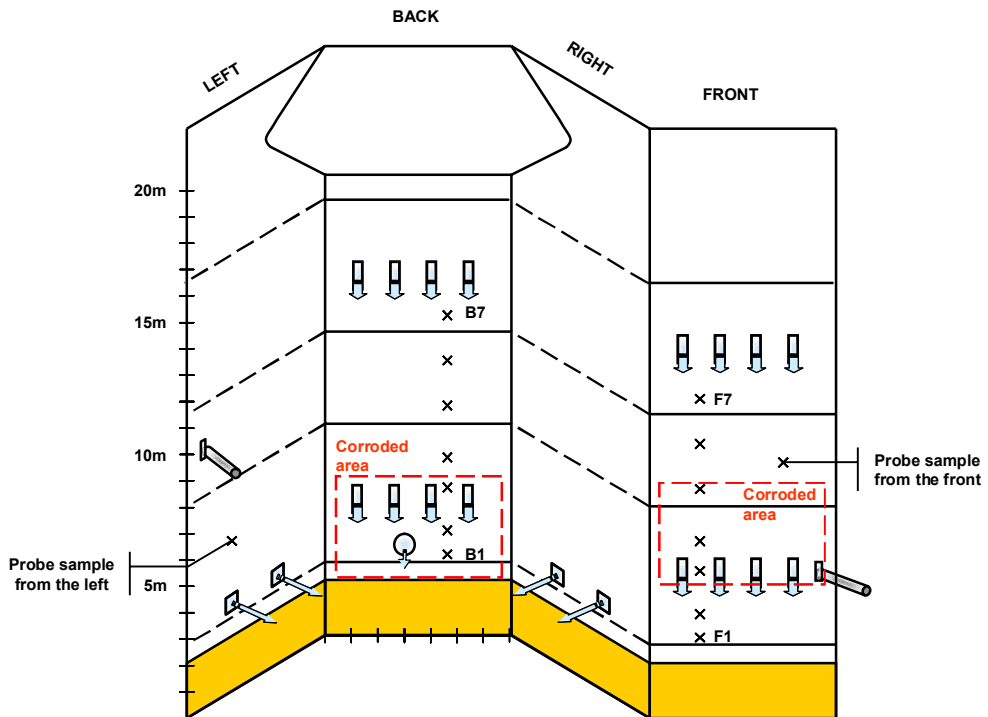 BACK
LEFT
RIGHT
FRONT
20m
15m
10m
5m
B7
F7
Corroded
area
Probe sample
from the front
Corroded
area
B1
Probe sample
from the left
F1